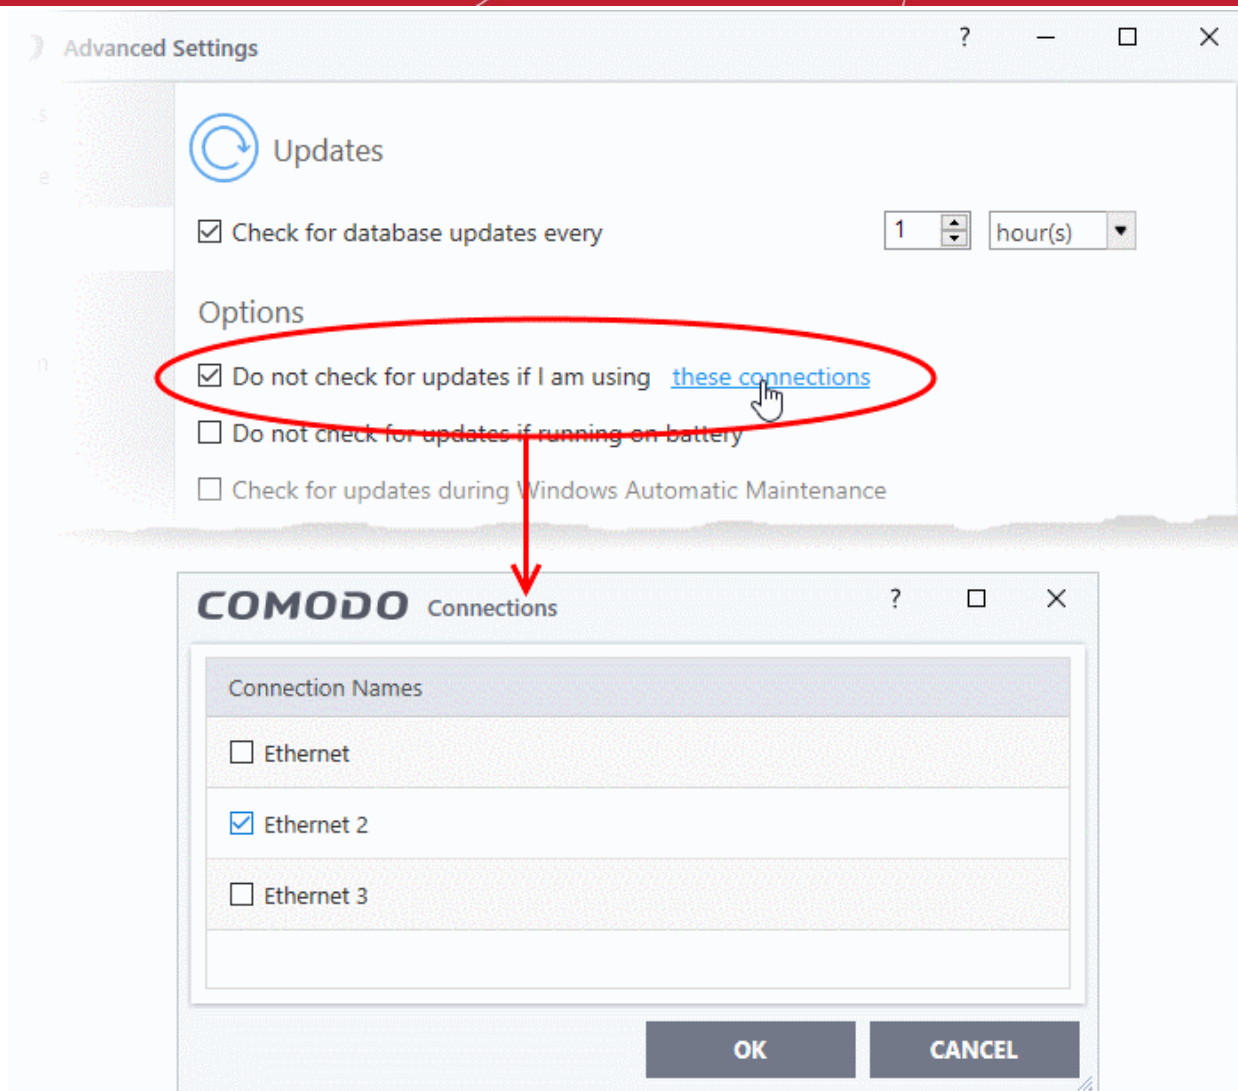 Advanced Settings
Updates
Check for database updates every 1 hour(s)
Options
Do not check for updates if I am using these connections
Do not check for updates if running on battery
Check for updates during Windows Automatic Maintenance
COMODO Connections
Connection Names
Ethernet
Ethernet 2
Ethernet 3
OK CANCEL